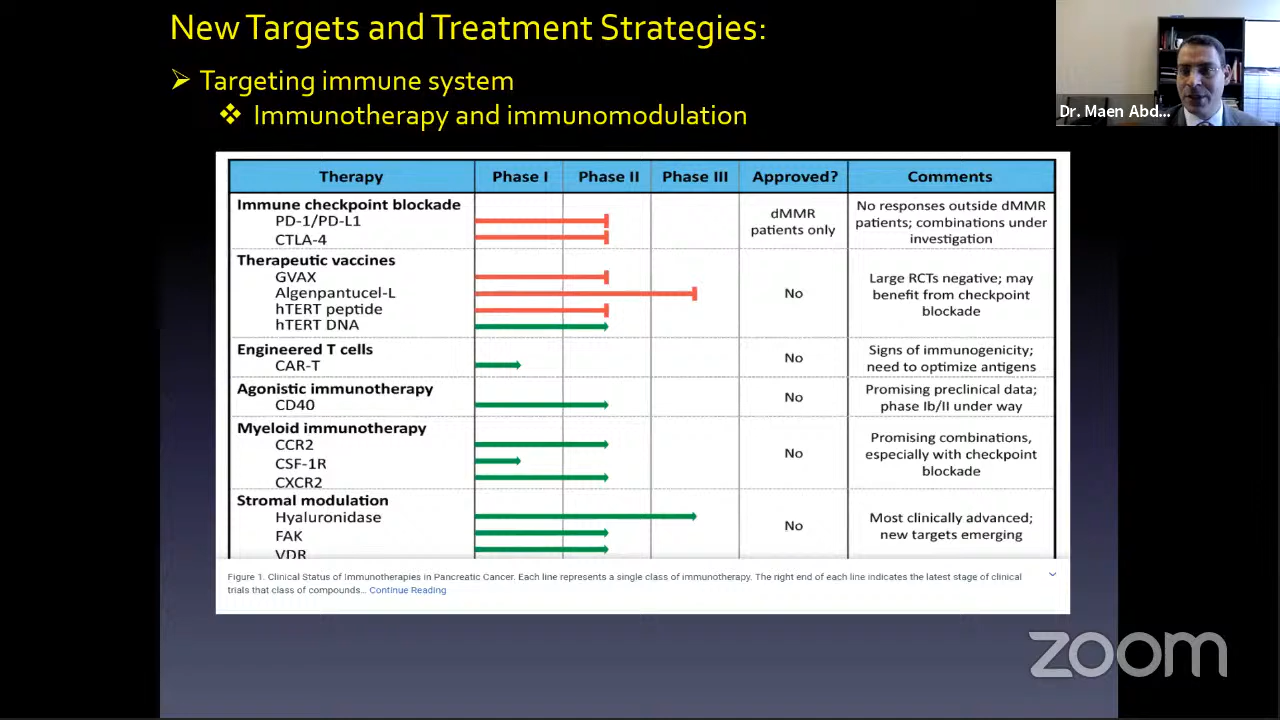 New Targets and Treatment Strategies:
Targeting immune system
Immunotherapy and immunomodulation
Dr. Maen Abd...
Therapy Phase I Phase II Phase III Approved? Comments
Immune checkpoint blockade
PD-1/PD-L1
CTLA-4
dMMR
patients only
No responses outside dMMR
patients; combinations under
investigation
Therapeutic vaccines
GVAX
Algenpantucel-L
hTERT peptide
hTERT DNA
No
Large RCTs negative; may
benefit from checkpoint
blockade
Engineered T cells
CAR-T
No
Signs of immunogenicity;
need to optimize antigens
Agonistic immunotherapy
CD40
No
Promising preclinical data;
phase Ib/II under way
Myeloid immunotherapy
CCR2
CSF-1R
CXCR2
No
Promising combinations,
especially with checkpoint
blockade
Stromal modulation
Hyaluronidase
FAK
VDR
No
Most clinically advanced;
new targets emerging
Figure 1. Clinical Status of Immunotherapies in Pancreatic Cancer. Each line represents a single class of immunotherapy. The right end of each line indicates the latest stage of clinical
trials that class of compounds... Continue Reading
zoom